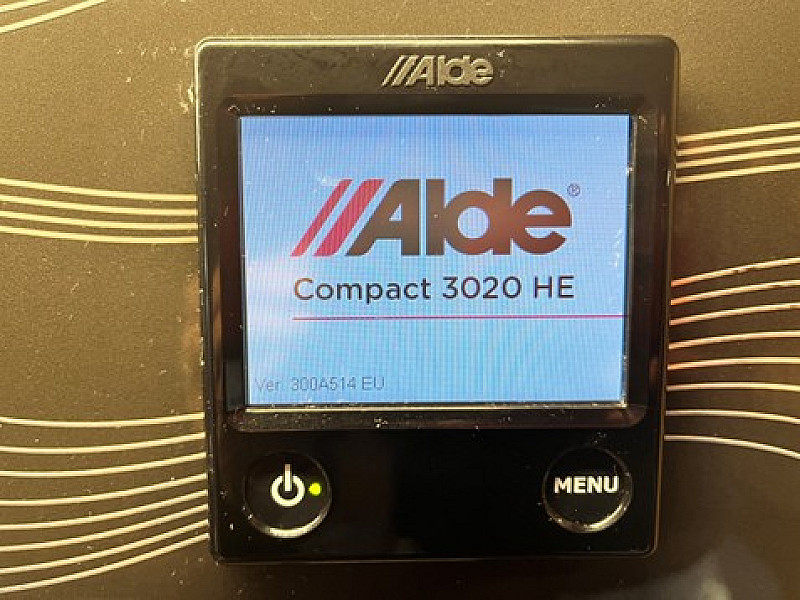 Alde
Alde®
Compact 3020 HE
Ver. 300A514 EU
MENU